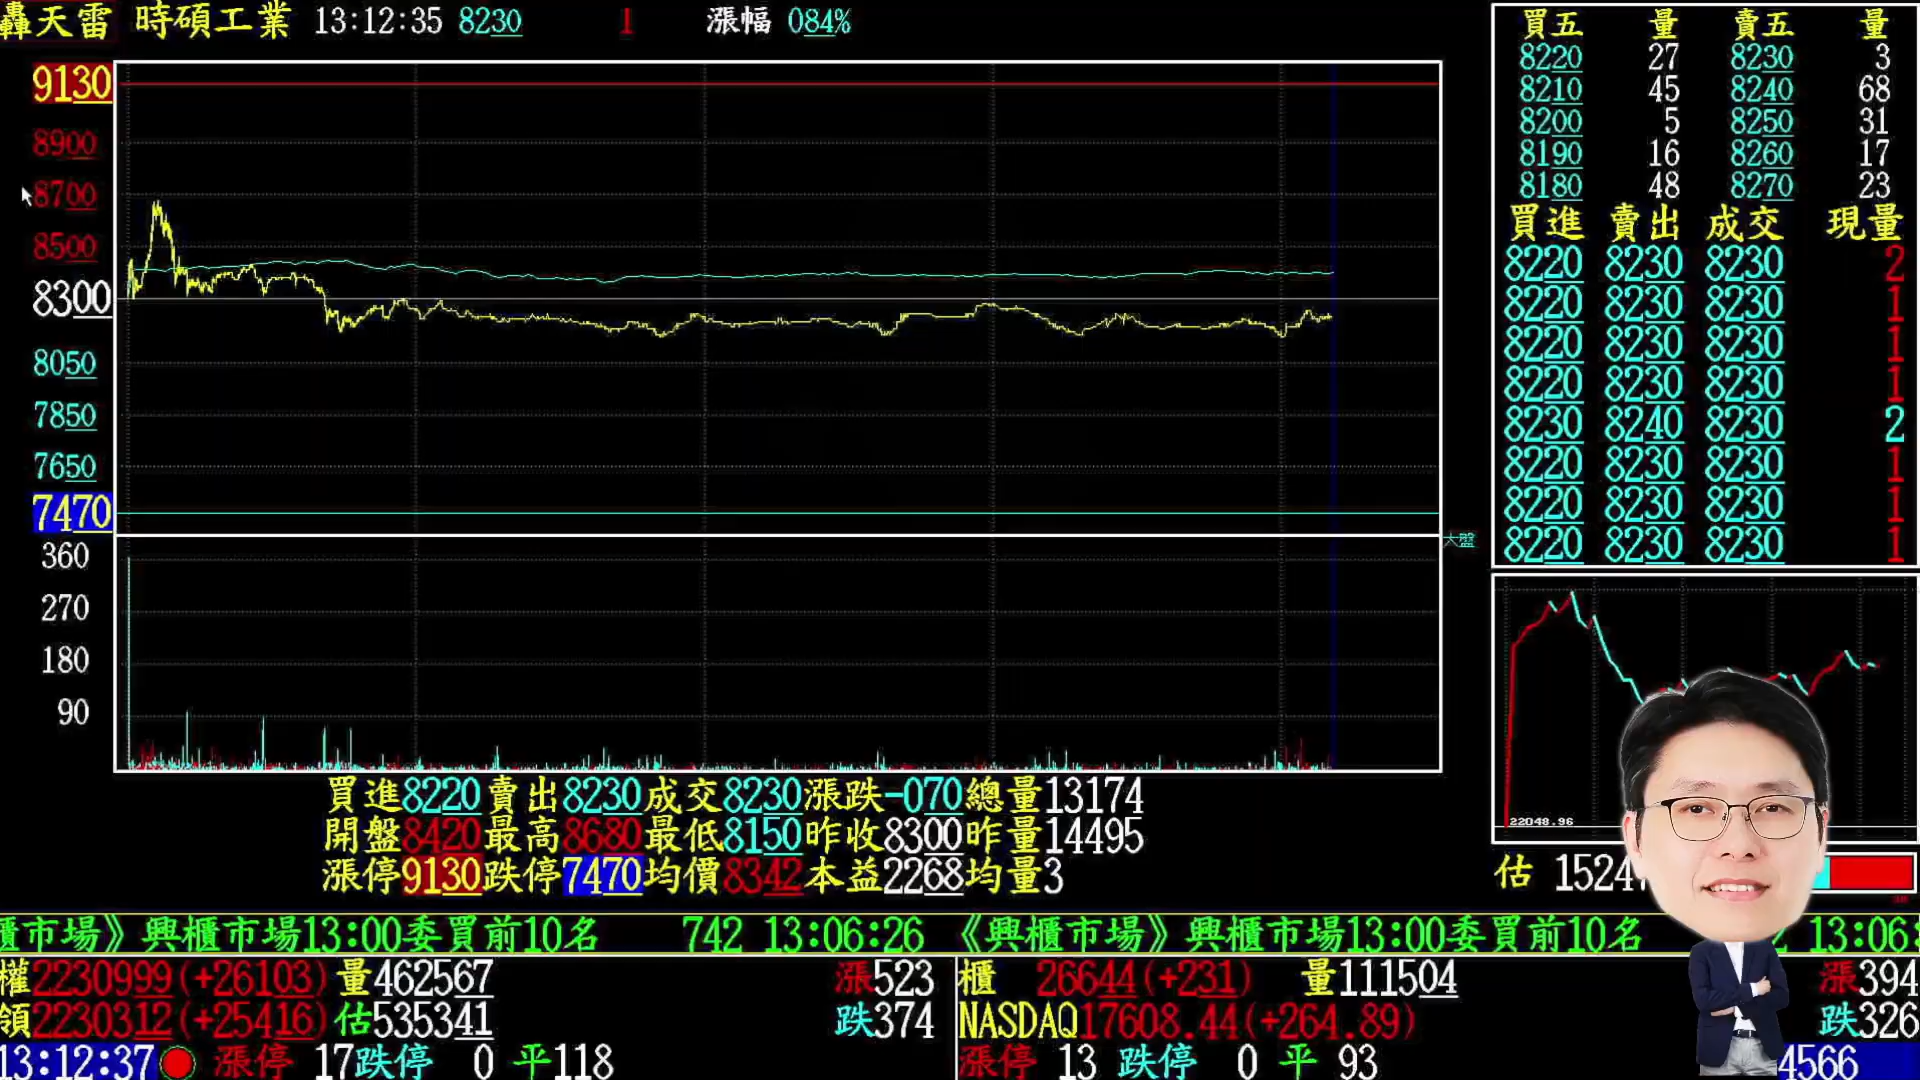 轟天雷 時碩工業 13:12:35 8230 1 漲幅 084%
9130
8900
8700
8500
8300
8050
7850
7650
7470
360
270
180
90
大盤
買進8220賣出8230成交8230漲跌-070總量13174
開盤8420最高8680最低8150昨收8300昨量14495
漲停9130跌停7470均價8342本益2268均量3
買五 量 賣五 量
8220 27 8230 3
8210 45 8240 68
8200 5 8250 31
8190 16 8260 17
8180 48 8270 23
買進 賣出 成交 現量
8220 8230 8230 2
8220 8230 8230 1
8220 8230 8230 1
8220 8230 8230 1
8230 8240 8230 2
8220 8230 8230 1
8220 8230 8230 1
8220 8230 8230 1
22048.96
估 1524
櫃市場》興櫃市場13:00委買前10名 742 13:06:26 《興櫃市場》興櫃市場13:00委買前10名 2 13:06:
權2230999(+26103)量462567 漲523
領2230312(+25416)估535341 跌374
13:12:37 漲停 17跌停 0 平118
櫃 26644(+231) 量111504 漲394
NASDAQ17608.44(+264.89) 跌326
漲停 13 跌停 0 平 93 4566